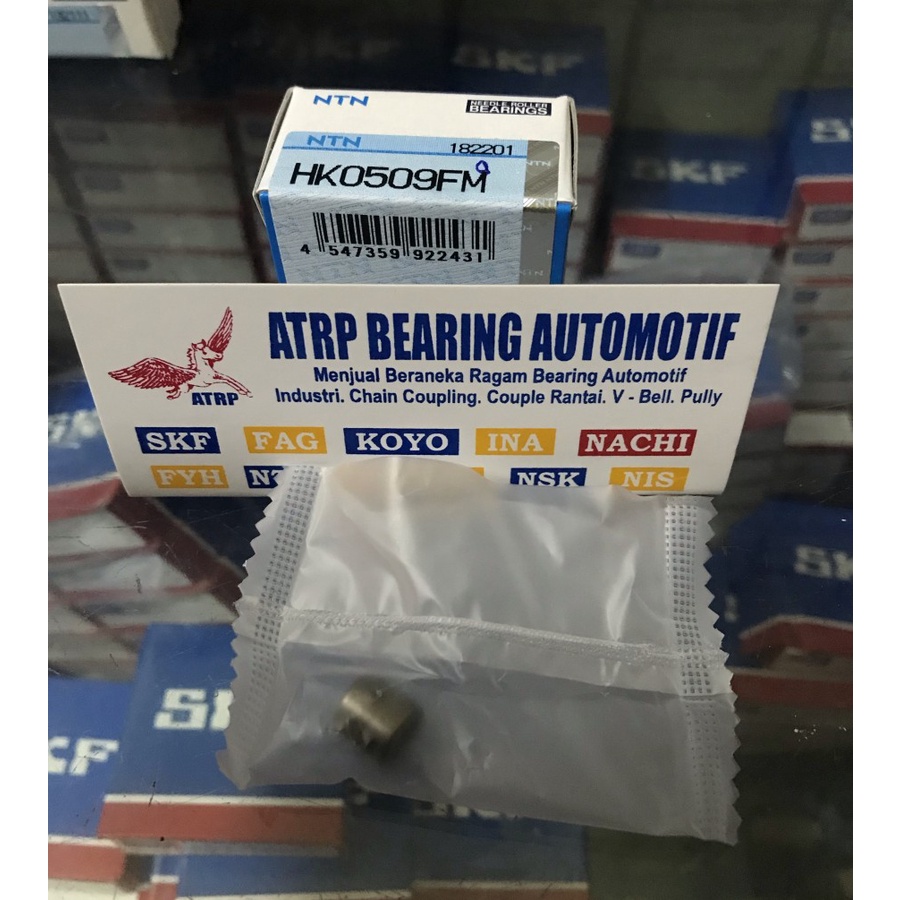 SKF
NTN
NEEDLE ROLLER
BEARINGS
NTN
182201
HK0509FM
4 547359 922431
ATRP BEARING AUTOMOTIF
Menjual Beraneka Ragam Bearing Automotif
Industri. Chain Coupling. Couple Rantai. V - Bell. Pully
ATRP
SKF FAG KOYO INA NACHI
FYH NSK NIS
SKF
SKF
SKF